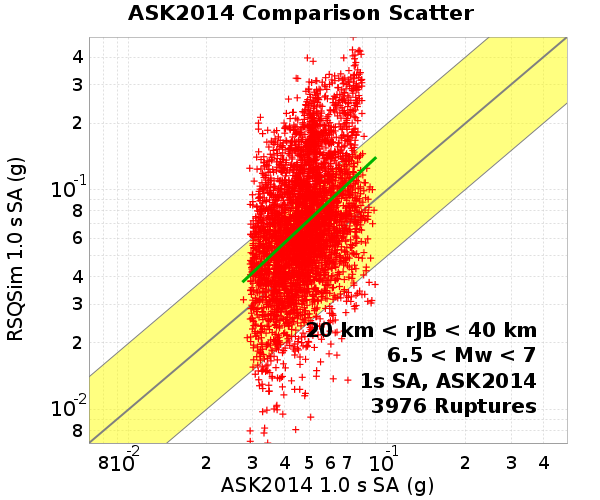 ASK2014 Comparison Scatter
RSQSim 1.0 s SA (g)
4
3
2
10-1
8
6
4
3
2
10-2
8
20 km < rJB < 40 km
6.5 < Mw < 7
1s SA, ASK2014
3976 Ruptures
8 10-2 2 3 4 5 6 7 10-1 2 3 4
ASK2014 1.0 s SA (g)